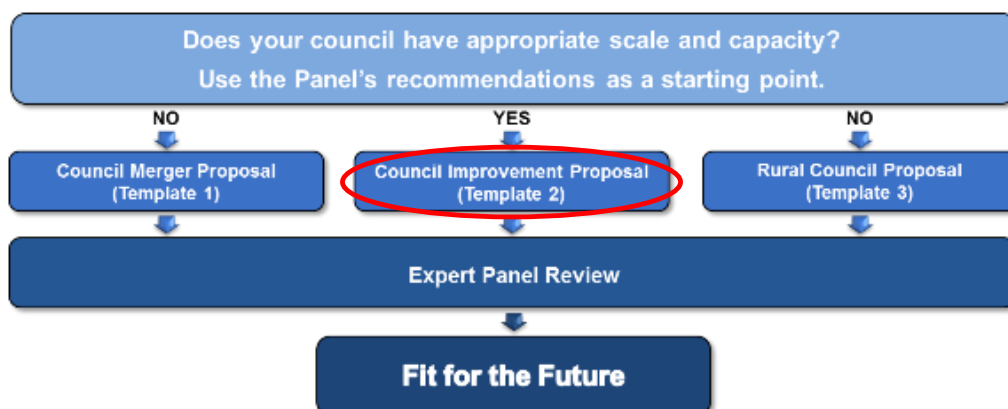 Does your council have appropriate scale and capacity?
Use the Panel's recommendations as a starting point.
NO
YES
NO
Council Merger Proposal
(Template 1)
Council Improvement Proposal
(Template 2)
Rural Council Proposal
(Template 3)
Expert Panel Review
Fit for the Future